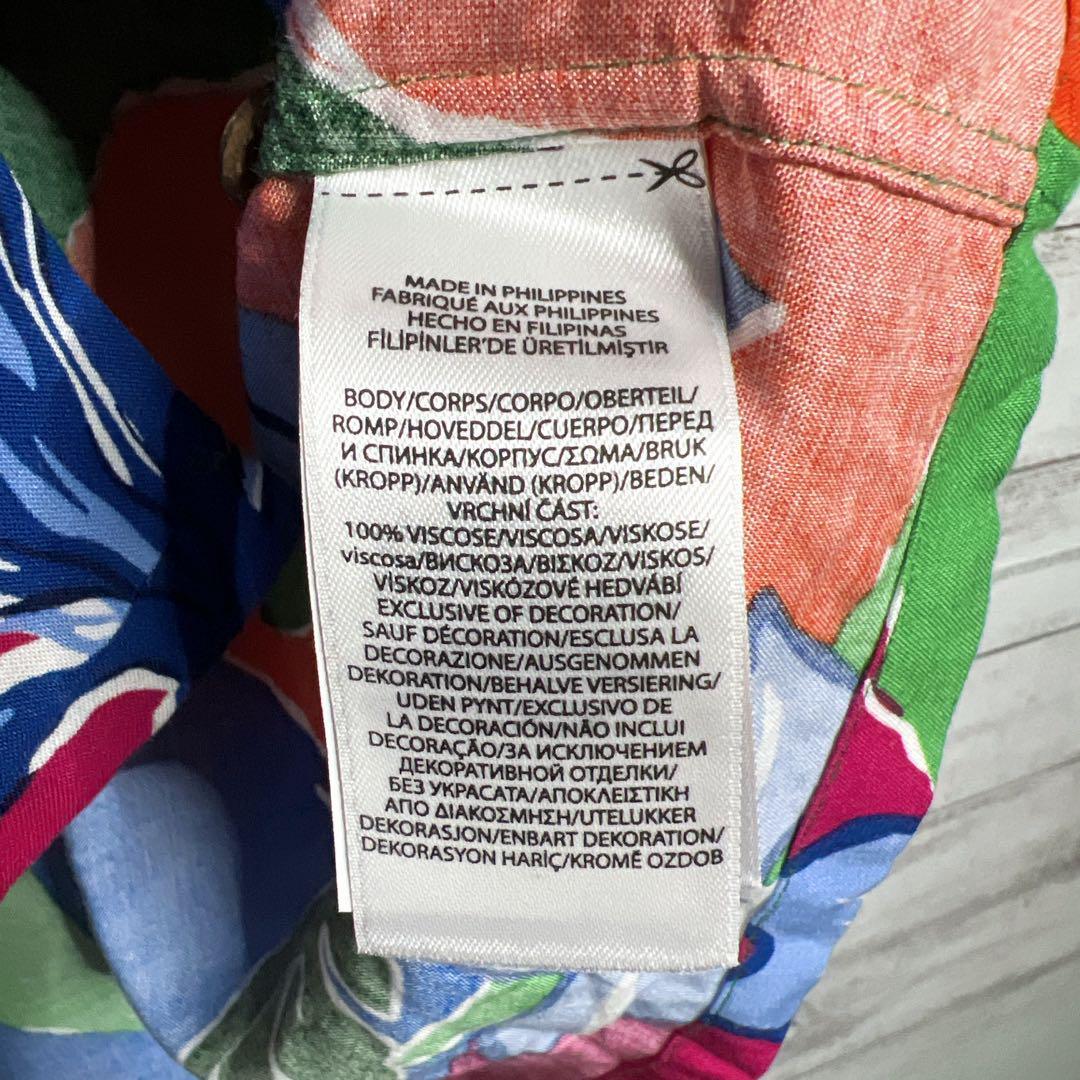 MADE IN PHILIPPINES
FABRIQUÉ AUX PHILIPPINES
HECHO EN FILIPINAS
FİLİPİNLER'DE ÜRETİLMİŞTİR
BODY/CORPS/CORPO/OBERTEIL/
ROMP/HOVEDDEL/CUERPO/ПЕРЕД
И СПИНКА/КОРПУС/ΣΩΜΑ/BRUK
(KROPP)/ANVÄND (KROPP)/BEDEN/
VRCHNÍ ČÁST:
100% VISCOSE/VISCOSA/VISKOSE/
viscosa/ВИСКОЗА/ΒΙΣΚΟΖ/VISKOS/
VİSKOZ/VISKÓZOVÉ HEDVÁBÍ
EXCLUSIVE OF DECORATION/
SAUF DÉCORATION/ESCLUSA LA
DECORAZIONE/AUSGENOMMEN
DEKORATION/BEHALVE VERSIERING/
UDEN PYNT/EXCLUSIVO DE
LA DECORACIÓN/NÃO INCLUI
DECORAÇÃO/ЗА ИСКЛЮЧЕНИЕМ
ДЕКОРАТИВНОЙ ОТДЕЛКИ/
БЕЗ УКРАСАТА/ΑΠΟΚΛΕΙΣΤΙΚΗ
ΑΠΟ ΔΙΑΚΟΣΜΗΣΗ/UTELUKKER
DEKORASJON/ENBART DEKORATION/
DEKORASYON HARİÇ/KROMĚ OZDOB